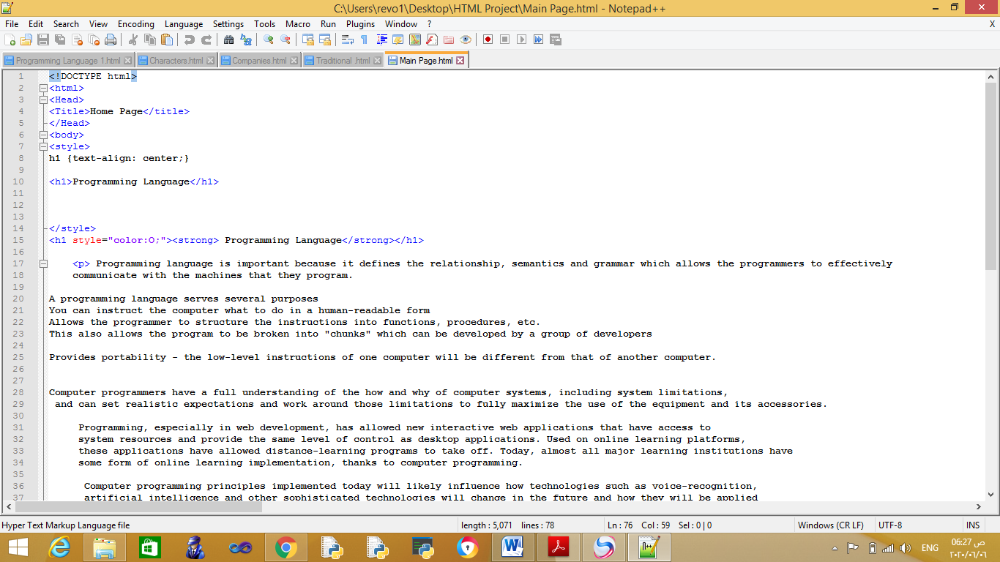 C:\Users\revo1\Desktop\HTML Project\Main Page.html - Notepad++
File Edit Search View Encoding Language Settings Tools Macro Run Plugins Window ? X
Programming Language 1.html Characters.html Companies.html Traditional .html Main Page.html
1 <!DOCTYPE html>
2 <html>
3 <Head>
4 <Title>Home Page</title>
5 </Head>
6 <body>
7 <style>
8 h1 {text-align: center;}
9
10 <h1>Programming Language</h1>
11
12
13
14 </style>
15 <h1 style="color:O;"><strong> Programming Language</strong></h1>
16
17 <p> Programming language is important because it defines the relationship, semantics and grammar which allows the programmers to effectively
18 communicate with the machines that they program.
19
20 A programming language serves several purposes
21 You can instruct the computer what to do in a human-readable form
22 Allows the programmer to structure the instructions into functions, procedures, etc.
23 This also allows the program to be broken into "chunks" which can be developed by a group of developers
24
25 Provides portability - the low-level instructions of one computer will be different from that of another computer.
26
27
28 Computer programmers have a full understanding of the how and why of computer systems, including system limitations,
29 and can set realistic expectations and work around those limitations to fully maximize the use of the equipment and its accessories.
30
31 Programming, especially in web development, has allowed new interactive web applications that have access to
32 system resources and provide the same level of control as desktop applications. Used on online learning platforms,
33 these applications have allowed distance-learning programs to take off. Today, almost all major learning institutions have
34 some form of online learning implementation, thanks to computer programming.
35
36 Computer programming principles implemented today will likely influence how technologies such as voice-recognition,
37 artificial intelligence and other sophisticated technologies will change in the future and how they will be applied
Hyper Text Markup Language file length : 5,071 lines : 78 Ln : 76 Col : 59 Sel : 0 | 0 Windows (CR LF) UTF-8 INS
ENG ص 06:27
٢٠٢٠/٠٦/٠٦